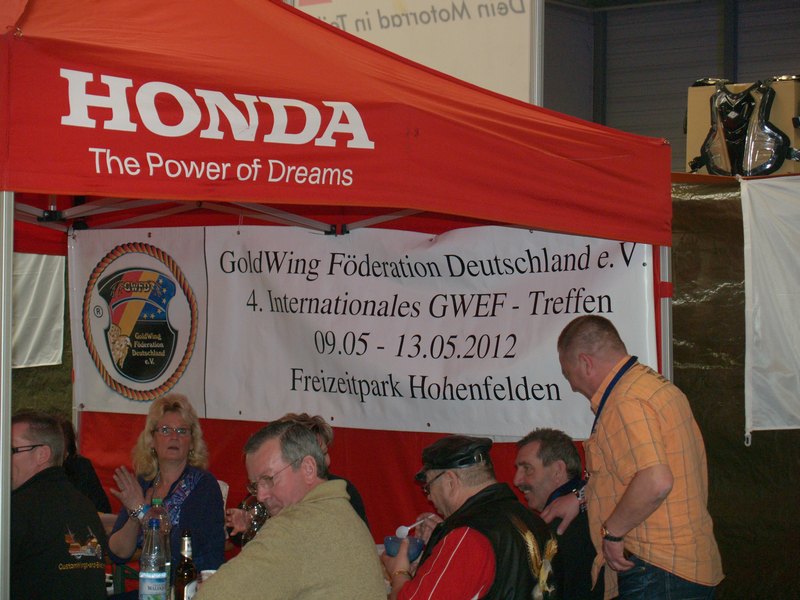 Dein Motorrad in Teil
HONDA
The Power of Dreams
GoldWing Föderation Deutschland e.V.
4. Internationales GWEF - Treffen
09.05 - 13.05.2012
Freizeitpark Hohenfelden
GWFD
®
GoldWing
Föderation
Deutschland
e.V.